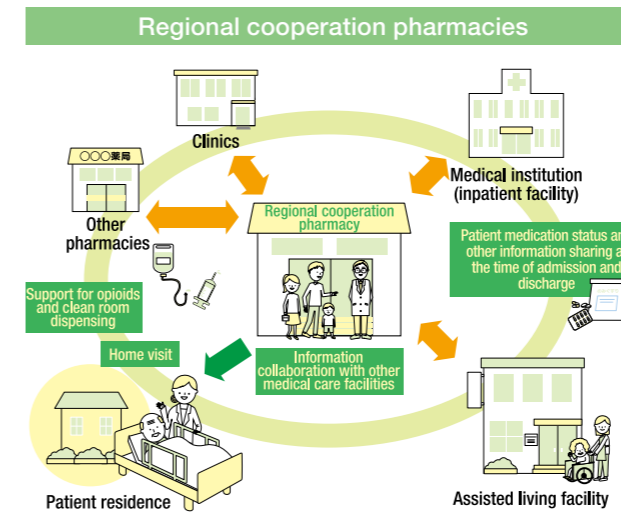 Regional cooperation pharmacies
Clinics
Medical institution
(inpatient facility)
〇〇〇薬局
Other
pharmacies
Regional cooperation
pharmacy
Patient medication status
other information sharing
the time of admission and
discharge
Support for opioids
and clean room
dispensing
Home visit
Information
collaboration with other
medical care facilities
Patient residence
Assisted living facility